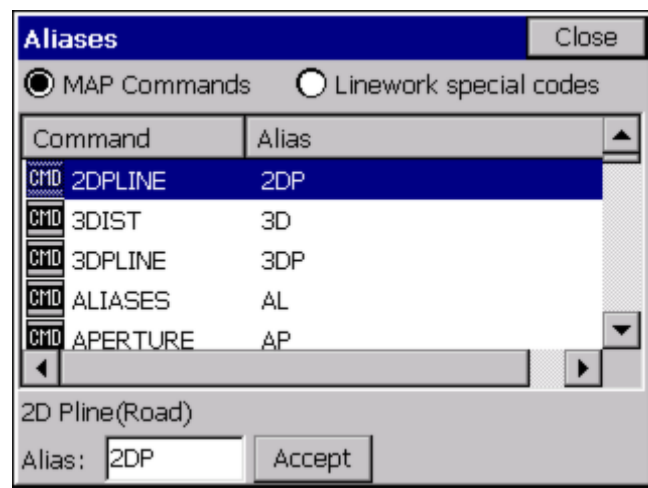 Aliases Close
MAP Commands Linework special codes
Command Alias
CMD 2DPLINE 2DP
CMD 3DIST 3D
CMD 3DPLINE 3DP
CMD ALIASES AL
CMD APERTURE AP
2D Pline(Road)
Alias: 2DP Accept